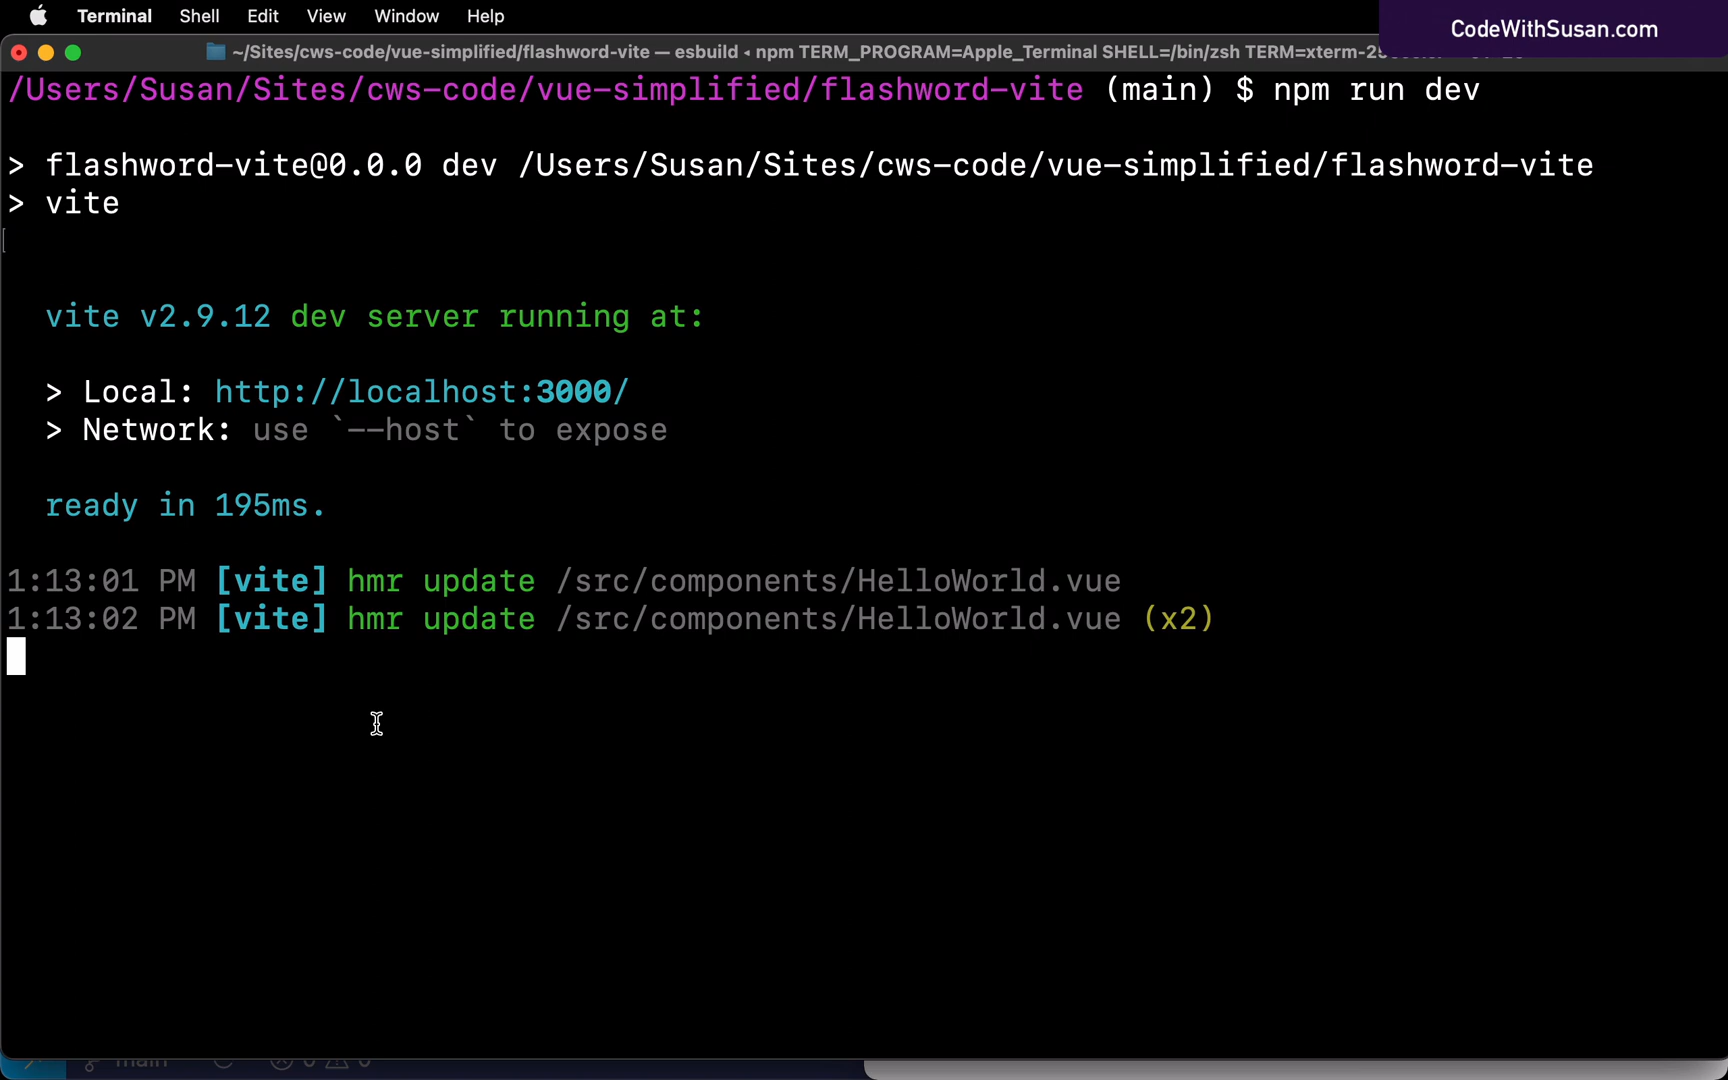 Terminal Shell Edit View Window Help
CodeWithSusan.com
~/Sites/cws-code/vue-simplified/flashword-vite — esbuild ◂ npm TERM_PROGRAM=Apple_Terminal SHELL=/bin/zsh
/Users/Susan/Sites/cws-code/vue-simplified/flashword-vite (main) $ npm run dev
> flashword-vite@0.0.0 dev /Users/Susan/Sites/cws-code/vue-simplified/flashword-vite
> vite
vite v2.9.12 dev server running at:
> Local: http://localhost:3000/
> Network: use `--host` to expose
ready in 195ms.
1:13:01 PM [vite] hmr update /src/components/HelloWorld.vue
1:13:02 PM [vite] hmr update /src/components/HelloWorld.vue (x2)
main 0 0